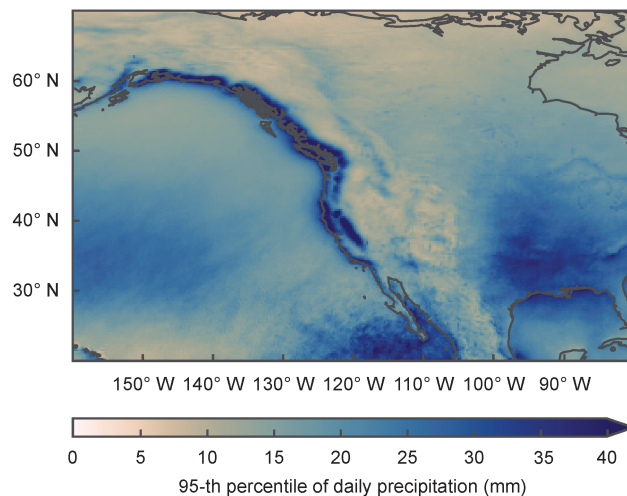 60° N
50° N
40° N
30° N
150° W 140° W 130° W 120° W 110° W 100° W 90° W
0 5 10 15 20 25 30 35 40
95-th percentile of daily precipitation (mm)